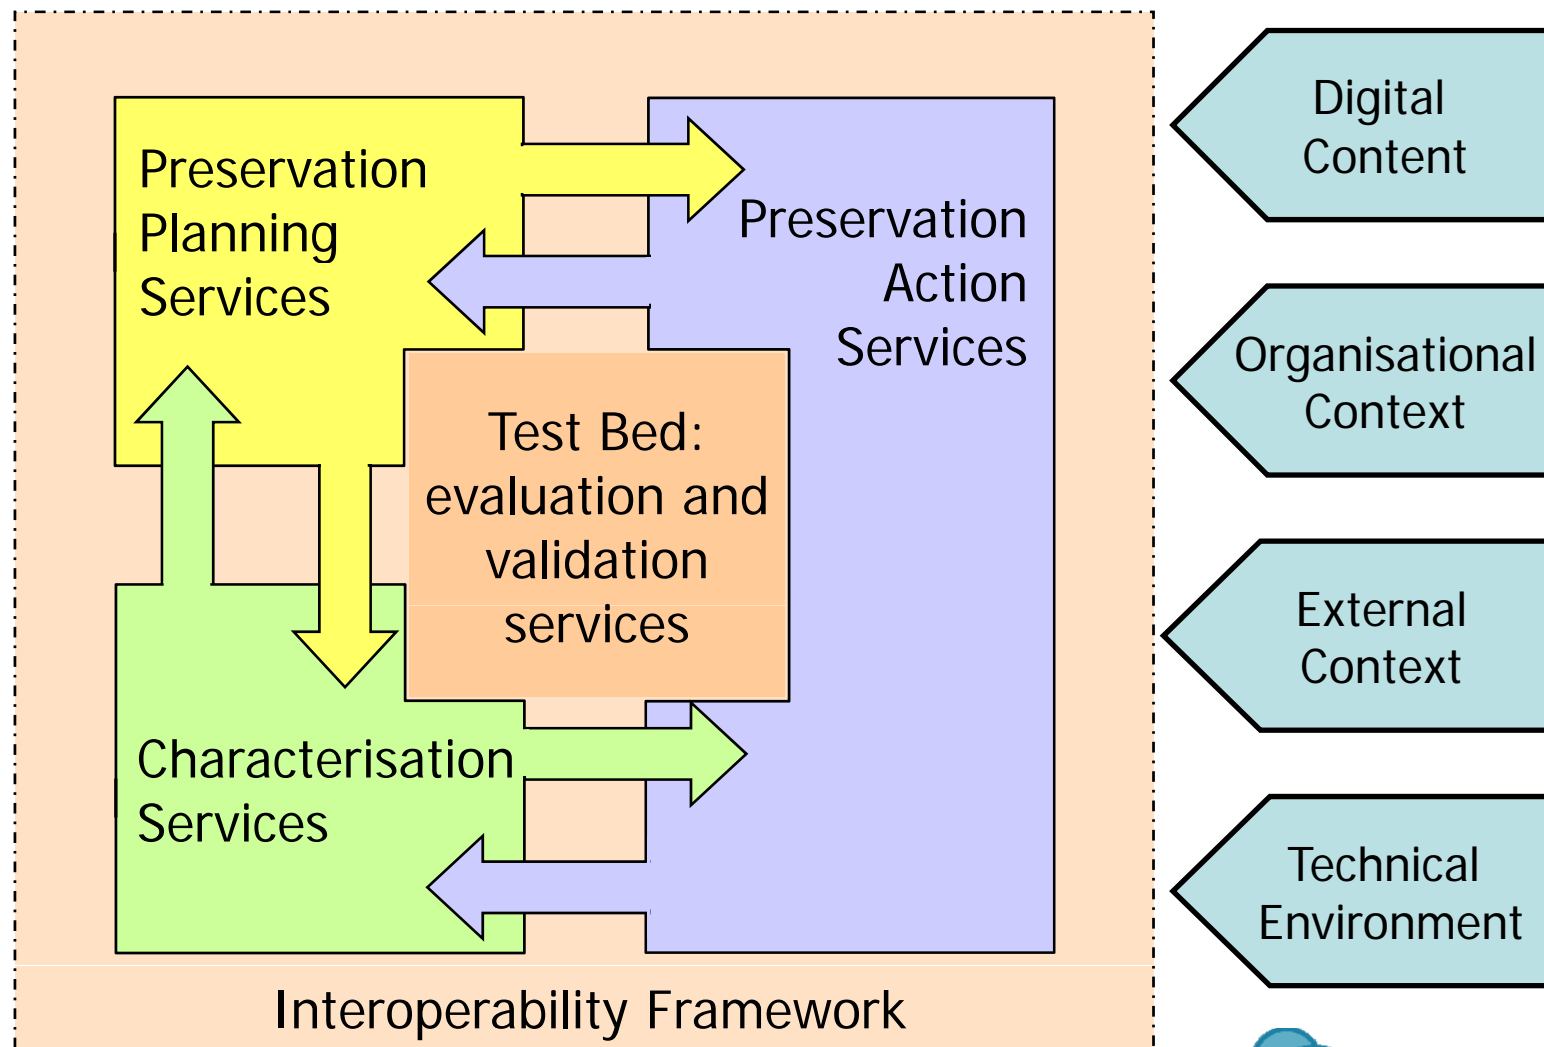 Preservation
Planning
Services
Preservation
Action
Services
Test Bed:
evaluation and
validation
services
Characterisation
Services
Interoperability Framework
Digital
Content
Organisational
Context
External
Context
Technical
Environment